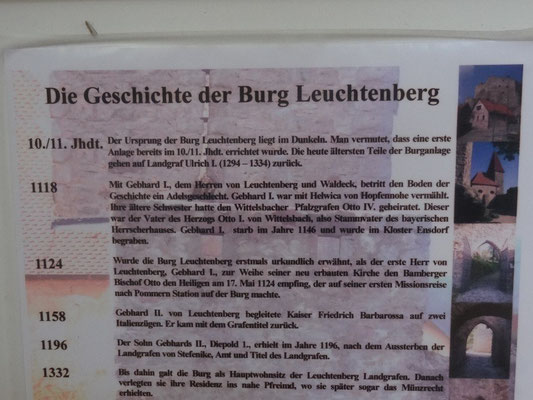 Die Geschichte der Burg Leuchtenberg
10./11. Jhdt. Der Ursprung der Burg Leuchtenberg liegt im Dunkeln. Man vermutet, dass eine erste
Anlage bereits im 10./11. Jhdt. errichtet wurde. Die heute ältersten Teile der Burganlage
gehen auf Landgraf Ulrich I. (1294 – 1334) zurück.
1118 Mit Gebhard I., dem Herren von Leuchtenberg und Waldeck, betritt den Boden der
Geschichte ein Adelsgeschlecht. Gebhard I. war mit Helwica von Hopfennohe vermählt.
Ihre ältere Schwester hatte den Wittelsbacher Pfalzgrafen Otto IV. geheiratet. Dieser
war der Vater des Herzogs Otto I. von Wittelsbach, also Stammvater des bayerischen
Herrscherhauses. Gebhard I. starb im Jahre 1146 und wurde im Kloster Ensdorf
begraben.
1124 Wurde die Burg Leuchtenberg erstmals urkundlich erwähnt, als der erste Herr von
Leuchtenberg, Gebhard I., zur Weihe seiner neu erbauten Kirche den Bamberger
Bischof Otto den Heiligen am 17. Mai 1124 empfing, der auf seiner ersten Missionsreise
nach Pommern Station auf der Burg machte.
1158 Gebhard II. von Leuchtenberg begleitete Kaiser Friedrich Barbarossa auf zwei
Italienzügen. Er kam mit dem Grafentitel zurück.
1196 Der Sohn Gebhards II., Diepold I., erhielt im Jahre 1196, nach dem Aussterben der
Landgrafen von Stefenike, Amt und Titel des Landgrafen.
1332 Bis dahin galt die Burg als Hauptwohnsitz der Leuchtenberg Landgrafen. Danach
verlegten sie ihre Residenz ins nahe Pfreimd, wo sie später sogar das Münzrecht
erhielten.